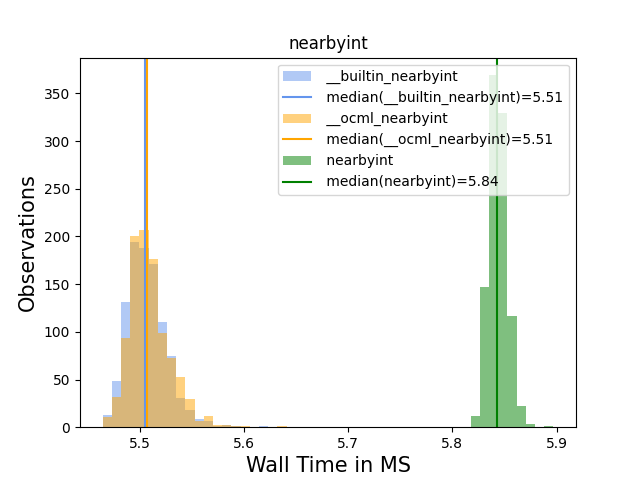 nearbyint
__builtin_nearbyint
median(__builtin_nearbyint)=5.51
__ocml_nearbyint
median(__ocml_nearbyint)=5.51
nearbyint
median(nearbyint)=5.84
Observations
350
300
250
200
150
100
50
0
5.5 5.6 5.7 5.8 5.9
Wall Time in MS